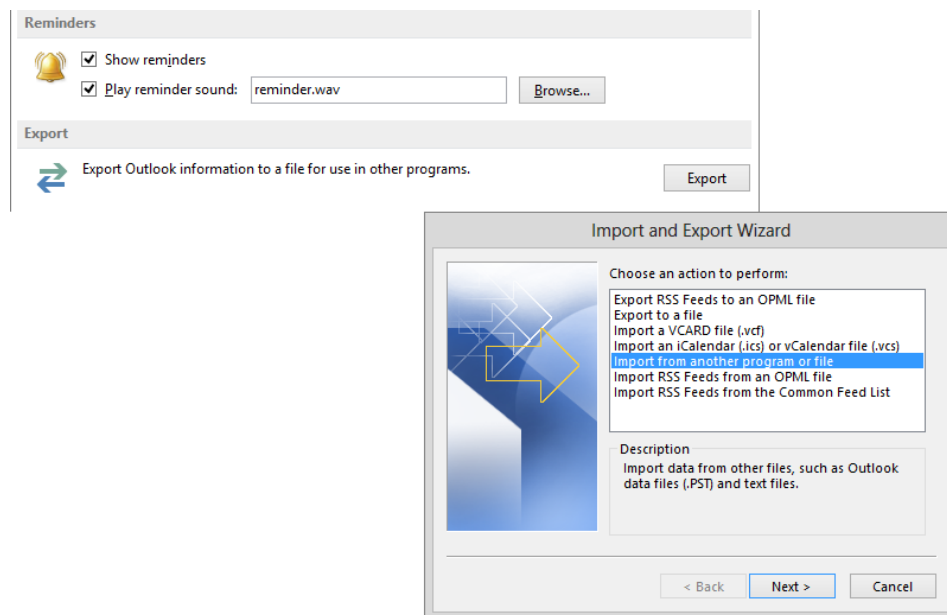 Reminders
Show reminders
Play reminder sound: reminder.wav Browse...
Export
Export Outlook information to a file for use in other programs.
Export
Import and Export Wizard
Choose an action to perform:
Export RSS Feeds to an OPML file
Export to a file
Import a VCARD file (.vcf)
Import an iCalendar (.ics) or vCalendar file (.vcs)
Import from another program or file
Import RSS Feeds from an OPML file
Import RSS Feeds from the Common Feed List
Description
Import data from other files, such as Outlook
data files (.PST) and text files.
< Back Next > Cancel